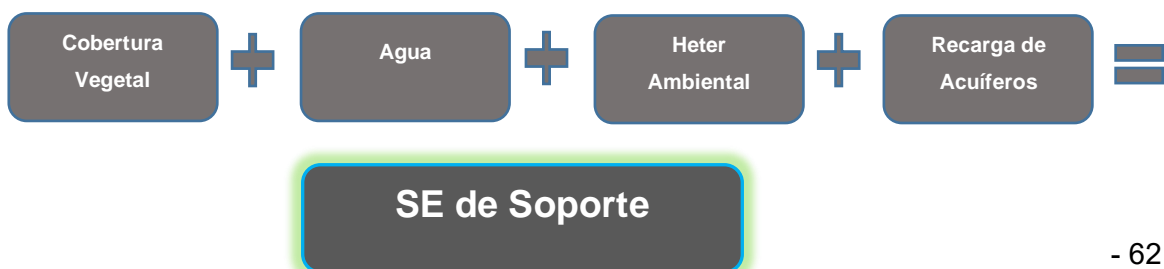 Cobertura
Vegetal
Agua
Heter
Ambiental
Recarga de
Acuíferos
SE de Soporte
- 62